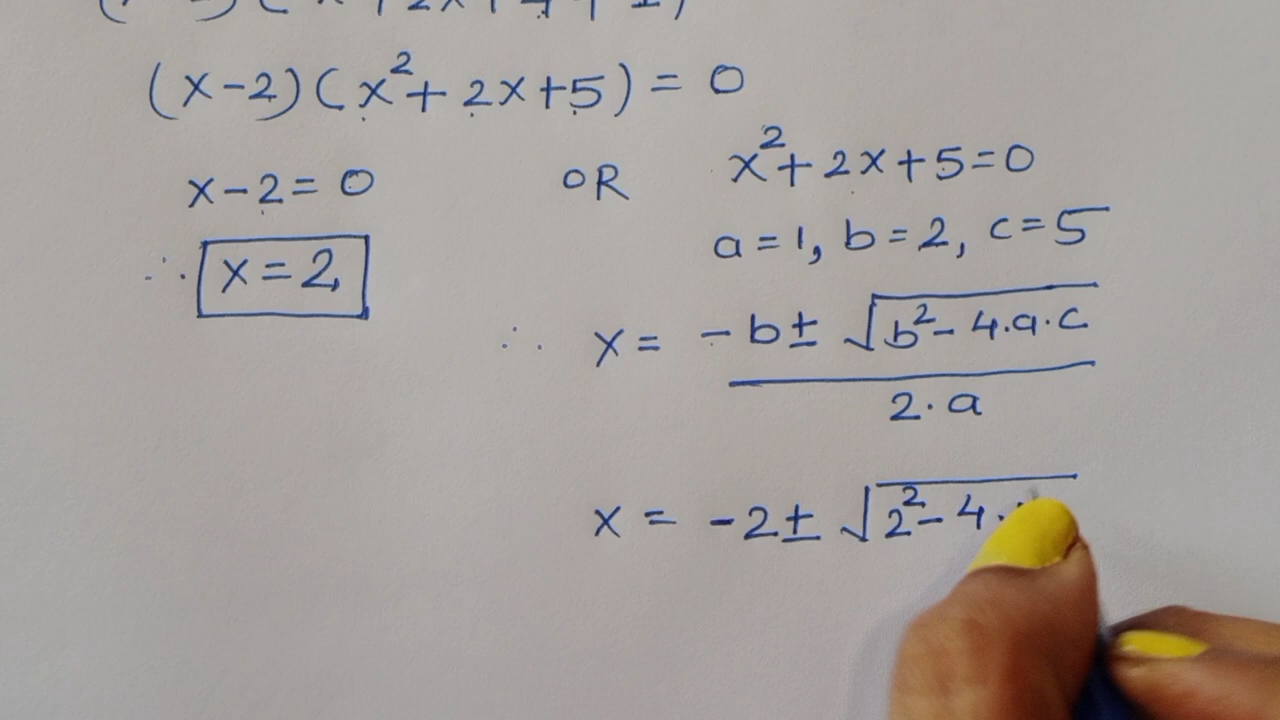 (x-2)(x²+2x+5) = 0
x-2=0 OR x²+2x+5=0
a=1, b=2, c=5
∴ x=2
∴ x = -b ± √b²-4.a.c
2.a
x = -2 ± √2²-4.